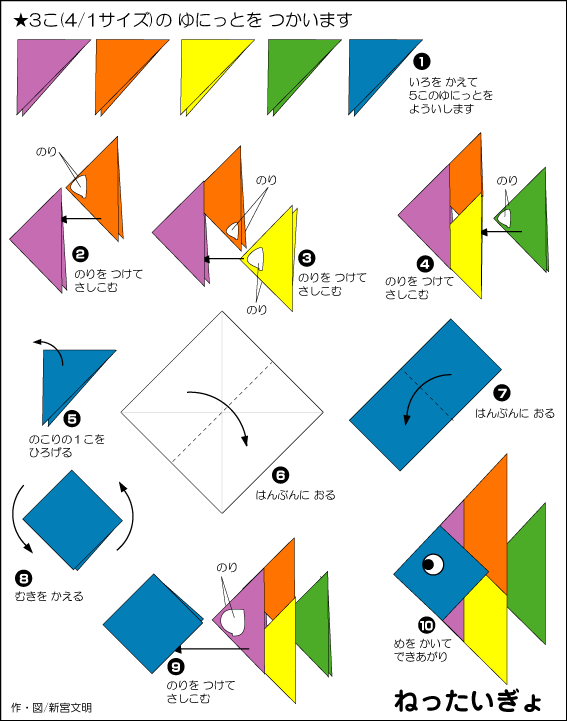 ★3こ(4/1サイズ)の ゆにっとを つかいます
1
いろを かえて
5このゆにっとを
よういします
のり
2
のりを つけて
さしこむ
のり
3
のりを つけて
さしこむ
のり
のり
4
のりを つけて
さしこむ
5
のこりの1こを
ひろげる
6
はんぶんに おる
7
はんぶんに おる
8
むきを かえる
のり
9
のりを つけて
さしこむ
10
めを かいて
できあがり
作・図/新宮文明
ねったいぎょ